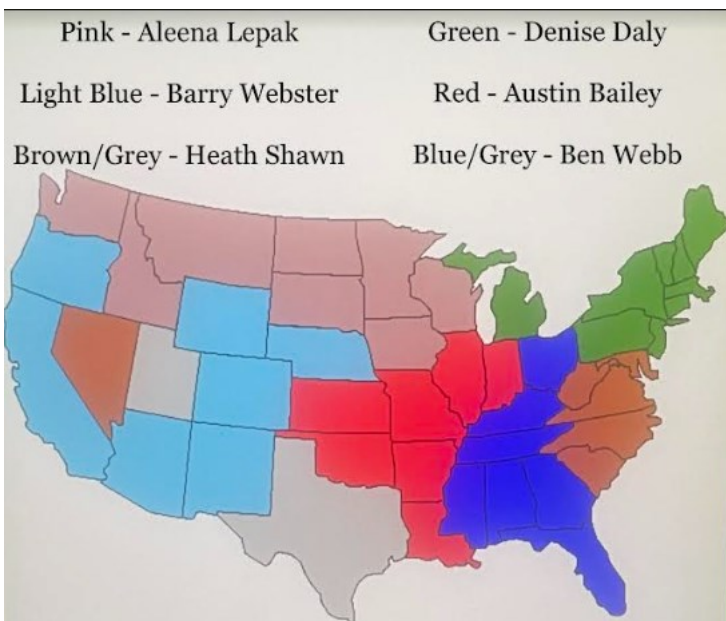 Pink - Aleena Lepak
Green - Denise Daly
Light Blue - Barry Webster
Red - Austin Bailey
Brown/Grey - Heath Shawn
Blue/Grey - Ben Webb